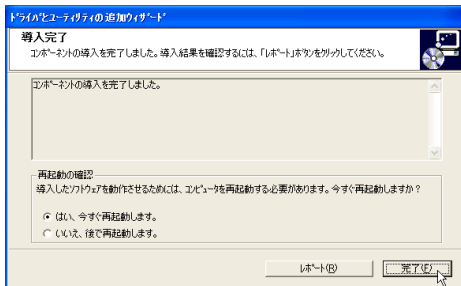 ﾄﾞﾗｲﾊﾞとﾕｰﾃｨﾘﾃｨの追加ｳｨｻﾞｰﾄﾞ
導入完了
ｺﾝﾎﾟｰﾈﾝﾄの導入を完了しました。導入結果を確認するには、「ﾚﾎﾟｰﾄ」ﾎﾞﾀﾝをｸﾘｯｸしてください。
ｺﾝﾎﾟｰﾈﾝﾄの導入を完了しました。
再起動の確認
導入したｿﾌﾄｳｪｱを動作させるためには、ｺﾝﾋﾟｭｰﾀを再起動する必要があります。今すぐ再起動しますか？
はい、今すぐ再起動します。
いいえ、後で再起動します。
ﾚﾎﾟｰﾄ(R)
完了(F)